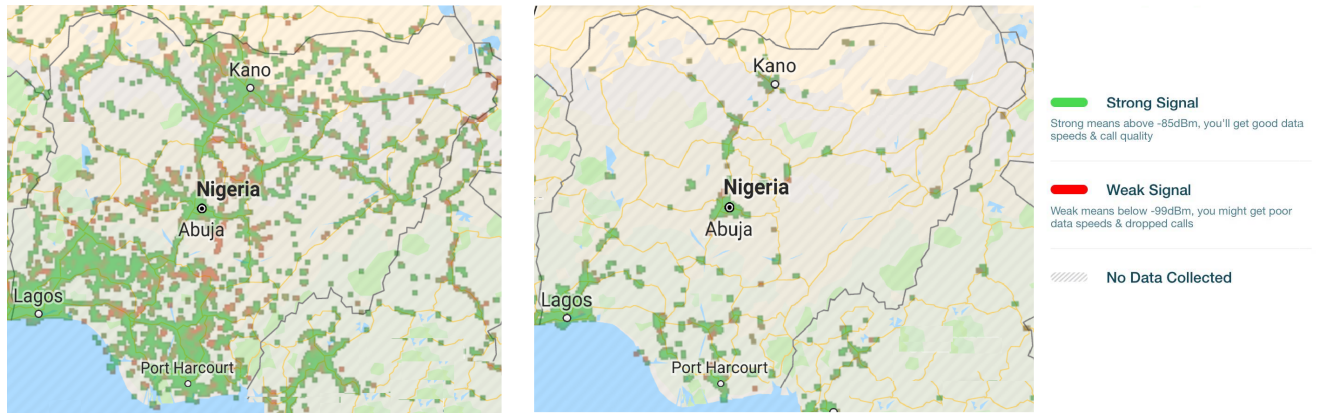 Kano
Nigeria
Abuja
Lagos
Port Harcourt
Kano
Nigeria
Abuja
Lagos
Port Harcourt
Strong Signal
Strong means above -85dBm, you'll get good data
speeds & call quality
Weak Signal
Weak means below -99dBm, you might get poor
data speeds & dropped calls
No Data Collected